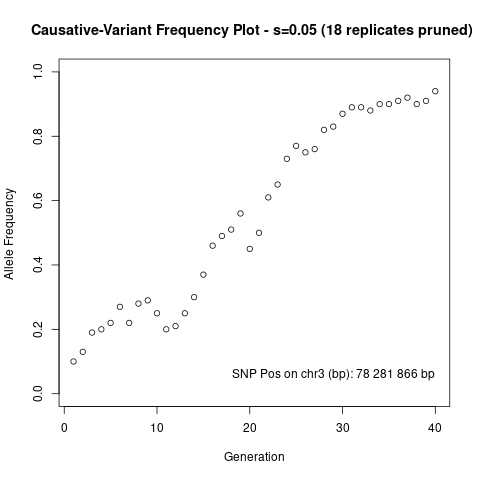 Causative-Variant Frequency Plot - s=0.05 (18 replicates pruned)
1.0
0.8
0.6
0.4
0.2
0.0
Allele Frequency
SNP Pos on chr3 (bp): 78 281 866 bp
0 10 20 30 40
Generation